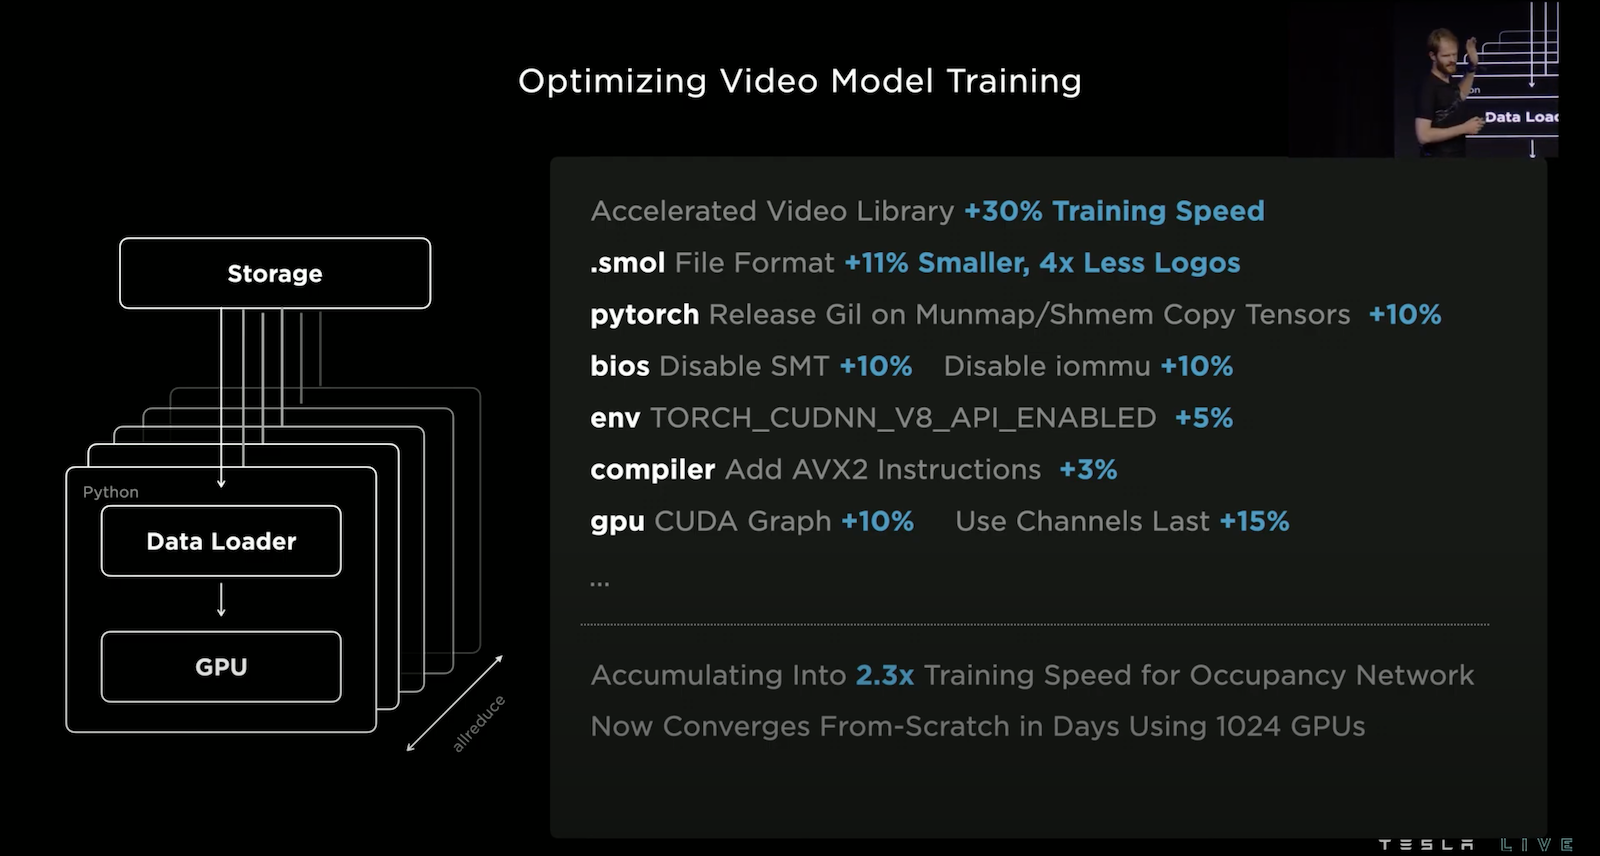 Optimizing Video Model Training
on
Data Loa
Storage
Python
Data Loader
GPU
allreduce
Accelerated Video Library +30% Training Speed
.smol File Format +11% Smaller, 4x Less Logos
pytorch Release Gil on Munmap/Shmem Copy Tensors +10%
bios Disable SMT +10% Disable iommu +10%
env TORCH_CUDNN_V8_API_ENABLED +5%
compiler Add AVX2 Instructions +3%
gpu CUDA Graph +10% Use Channels Last +15%
...
Accumulating Into 2.3x Training Speed for Occupancy Network
Now Converges From-Scratch in Days Using 1024 GPUs
TESLA LIVE